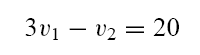 3v₁ − v₂ = 20